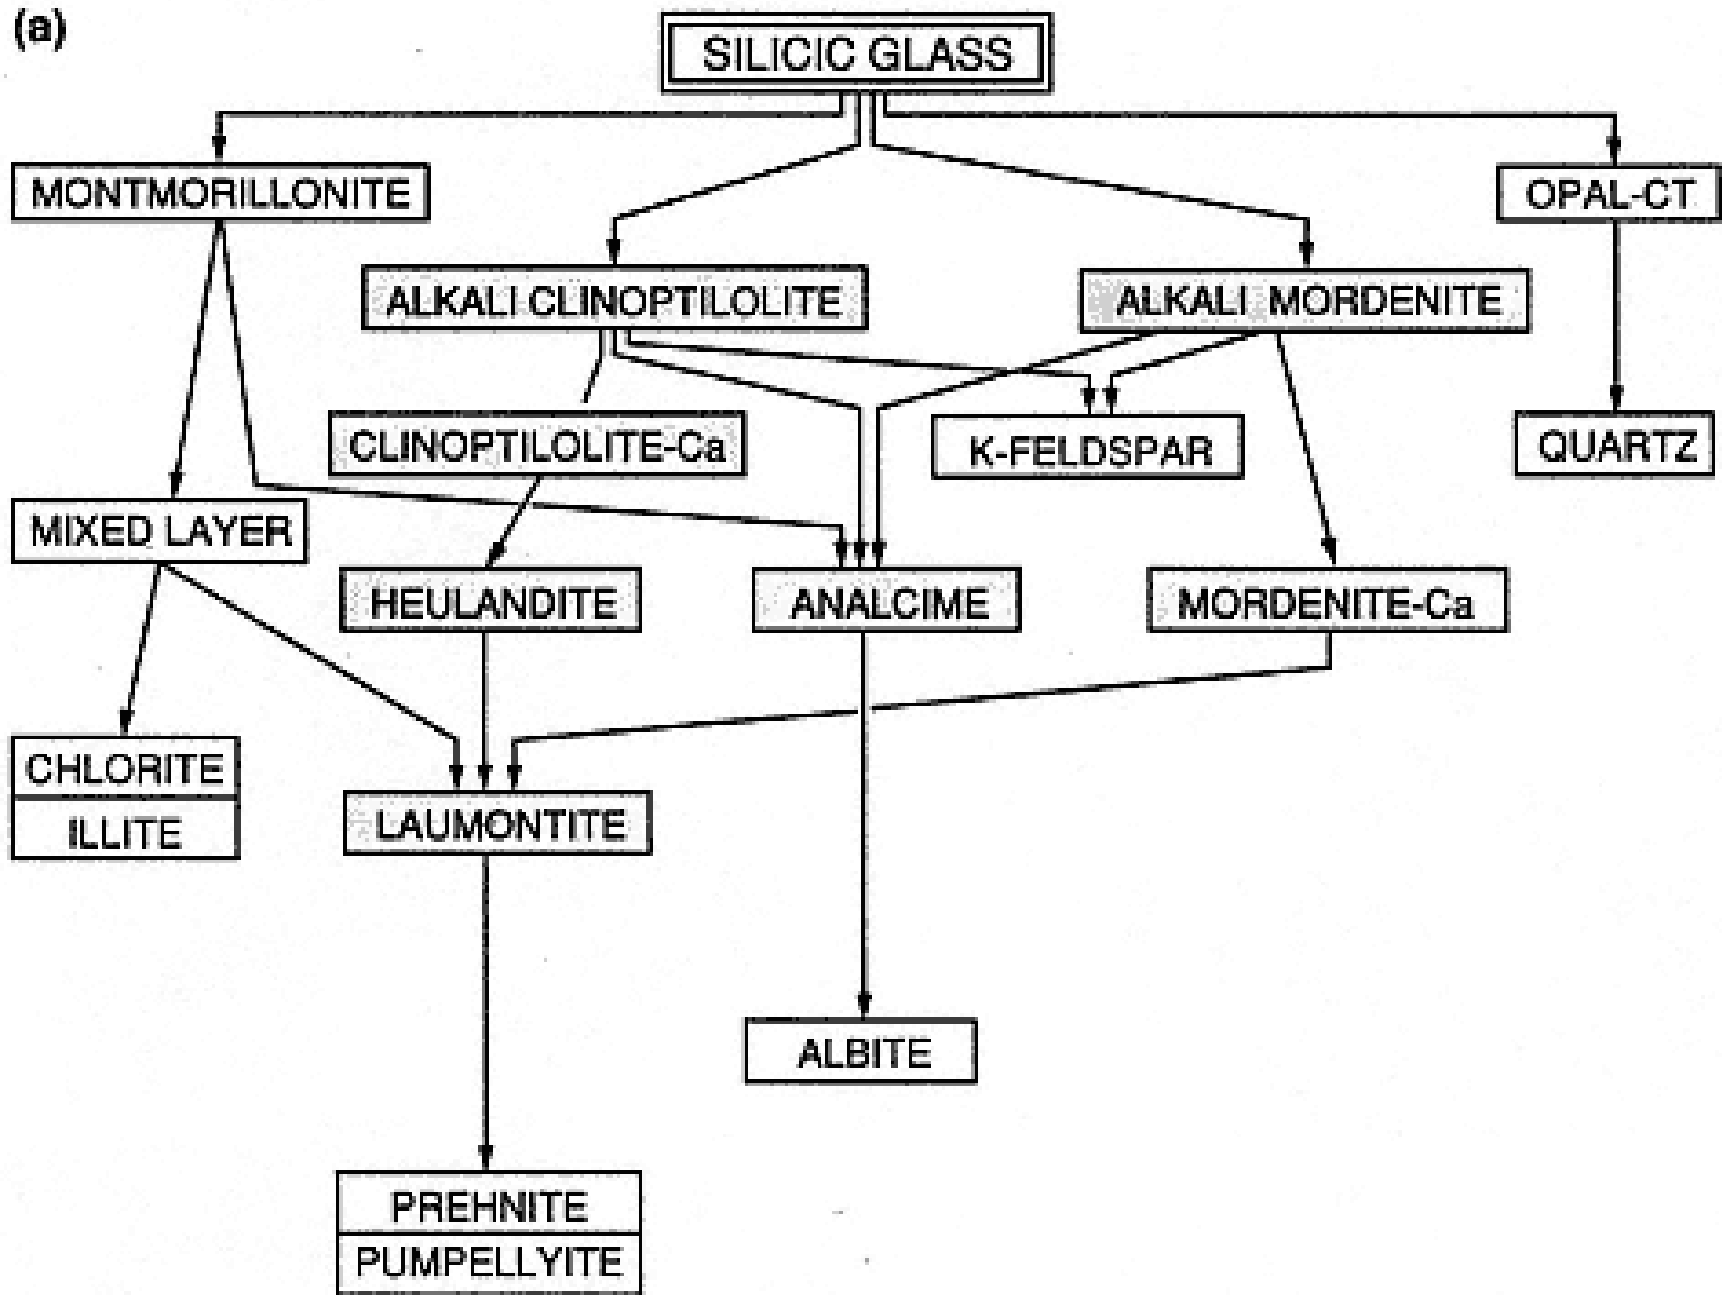 (a)
SILICIC GLASS
MONTMORILLONITE
OPAL-CT
ALKALI CLINOPTILOLITE
ALKALI MORDENITE
CLINOPTILOLITE-Ca
K-FELDSPAR
QUARTZ
MIXED LAYER
HEULANDITE
ANALCIME
MORDENITE-Ca
CHLORITE
ILLITE
LAUMONTITE
ALBITE
PREHNITE
PUMPELLYITE